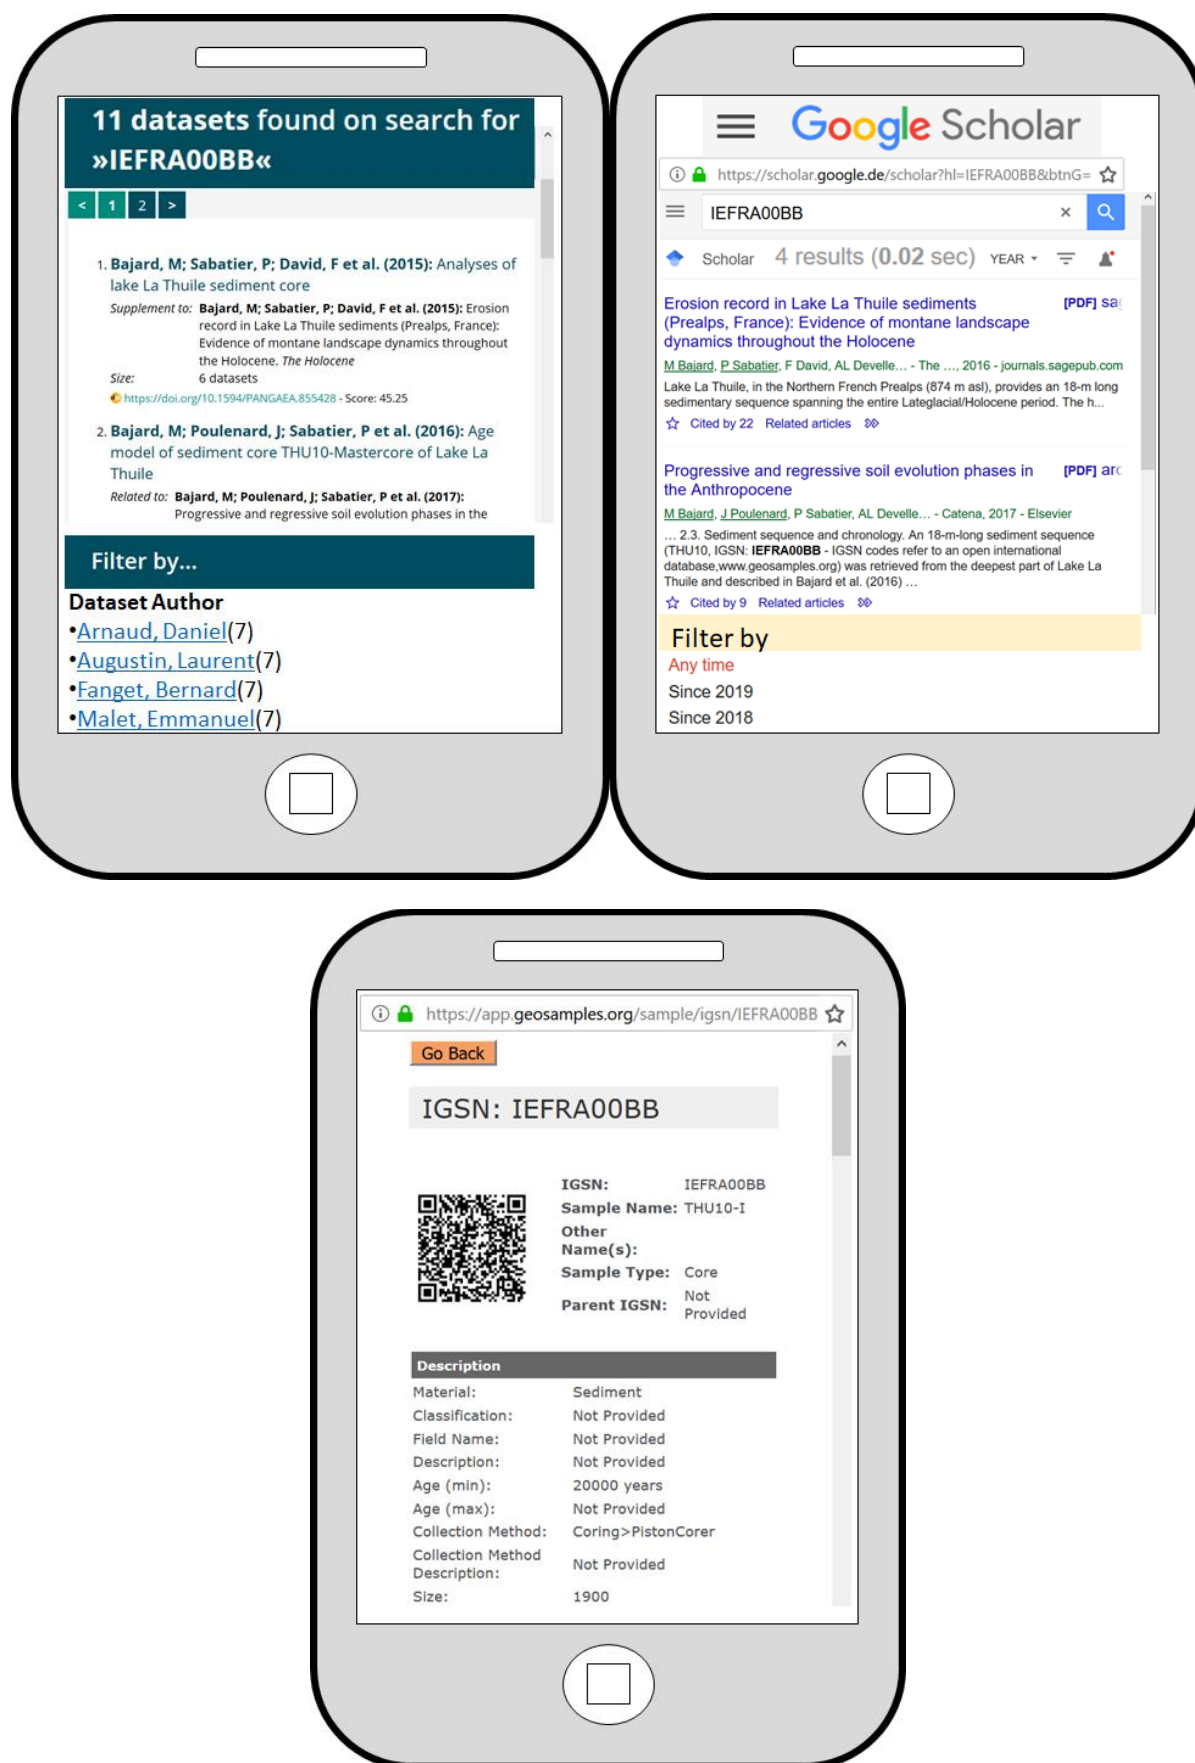 11 datasets found on search for
»IEFRA00BB«
< 1 2 >
1. Bajard, M; Sabatier, P; David, F et al. (2015): Analyses of
lake La Thuile sediment core
Supplement to: Bajard, M; Sabatier, P; David, F et al. (2015): Erosion
record in Lake La Thuile sediments (Prealps, France):
Evidence of montane landscape dynamics throughout
the Holocene. The Holocene
Size: 6 datasets
https://doi.org/10.1594/PANGAEA.855428 - Score: 45.25
2. Bajard, M; Poulenard, J; Sabatier, P et al. (2016): Age
model of sediment core THU10-Mastercore of Lake La
Thuile
Related to: Bajard, M; Poulenard, J; Sabatier, P et al. (2017):
Progressive and regressive soil evolution phases in the
Filter by...
Dataset Author
•Arnaud, Daniel(7)
•Augustin, Laurent(7)
•Fanget, Bernard(7)
•Malet, Emmanuel(7)
Google Scholar
https://scholar.google.de/scholar?hl=IEFRA00BB&btnG=
IEFRA00BB ×
Scholar 4 results (0.02 sec) YEAR
Erosion record in Lake La Thuile sediments [PDF] sag
(Prealps, France): Evidence of montane landscape
dynamics throughout the Holocene
M Bajard, P Sabatier, F David, AL Develle... - The ..., 2016 - journals.sagepub.com
Lake La Thuile, in the Northern French Prealps (874 m asl), provides an 18-m long
sedimentary sequence spanning the entire Lateglacial/Holocene period. The h...
Cited by 22 Related articles
Progressive and regressive soil evolution phases in [PDF] arc
the Anthropocene
M Bajard, J Poulenard, P Sabatier, AL Develle... - Catena, 2017 - Elsevier
... 2.3. Sediment sequence and chronology. An 18-m-long sediment sequence
(THU10, IGSN: IEFRA00BB - IGSN codes refer to an open international
database,www.geosamples.org) was retrieved from the deepest part of Lake La
Thuile and described in Bajard et al. (2016) ...
Cited by 9 Related articles
Filter by
Any time
Since 2019
Since 2018
https://app.geosamples.org/sample/igsn/IEFRA00BB
Go Back
IGSN: IEFRA00BB
IGSN: IEFRA00BB
Sample Name: THU10-I
Other
Name(s):
Sample Type: Core
Parent IGSN: Not
Provided
Description
Material: Sediment
Classification: Not Provided
Field Name: Not Provided
Description: Not Provided
Age (min): 20000 years
Age (max): Not Provided
Collection Method: Coring>PistonCorer
Collection Method
Description: Not Provided
Size: 1900